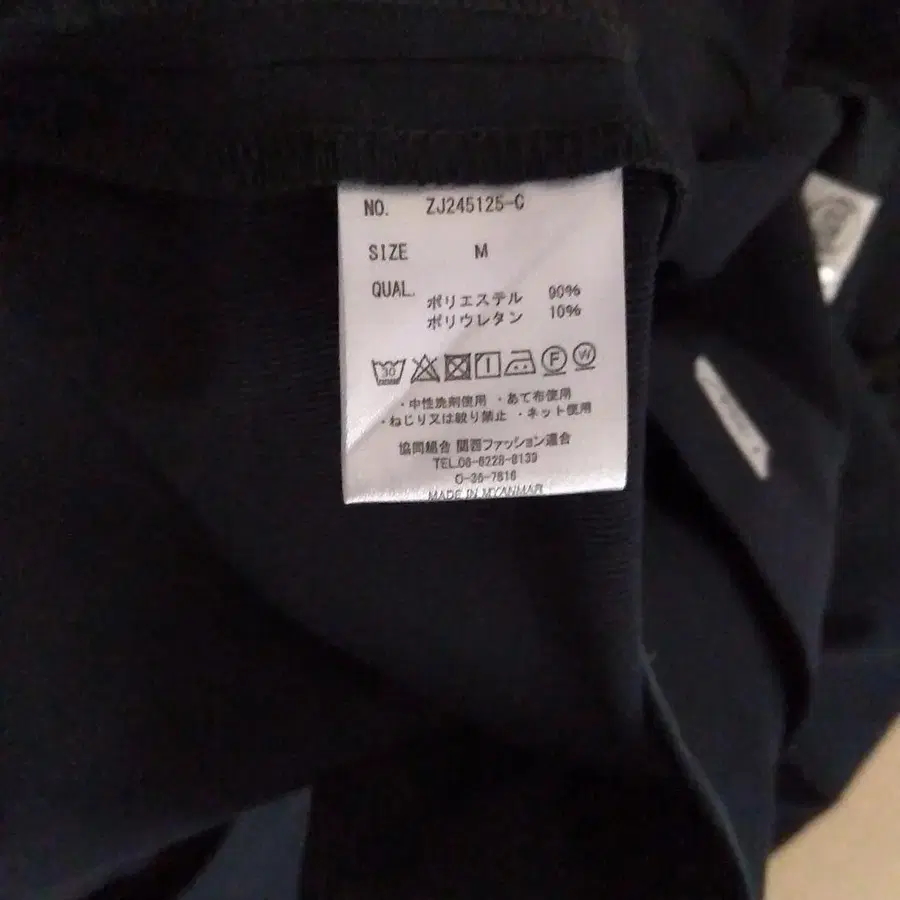 NO. ZJ245125-C
SIZE M
QUAL. ポリエステル 90%
ポリウレタン 10%
30 F W
・中性洗剤使用 ・あて布使用
・ねじり又は絞り禁止 ・ネット使用
協同組合 関西ファッション連合
TEL.06-6228-8139
O-36-7816
MADE IN MYANMAR